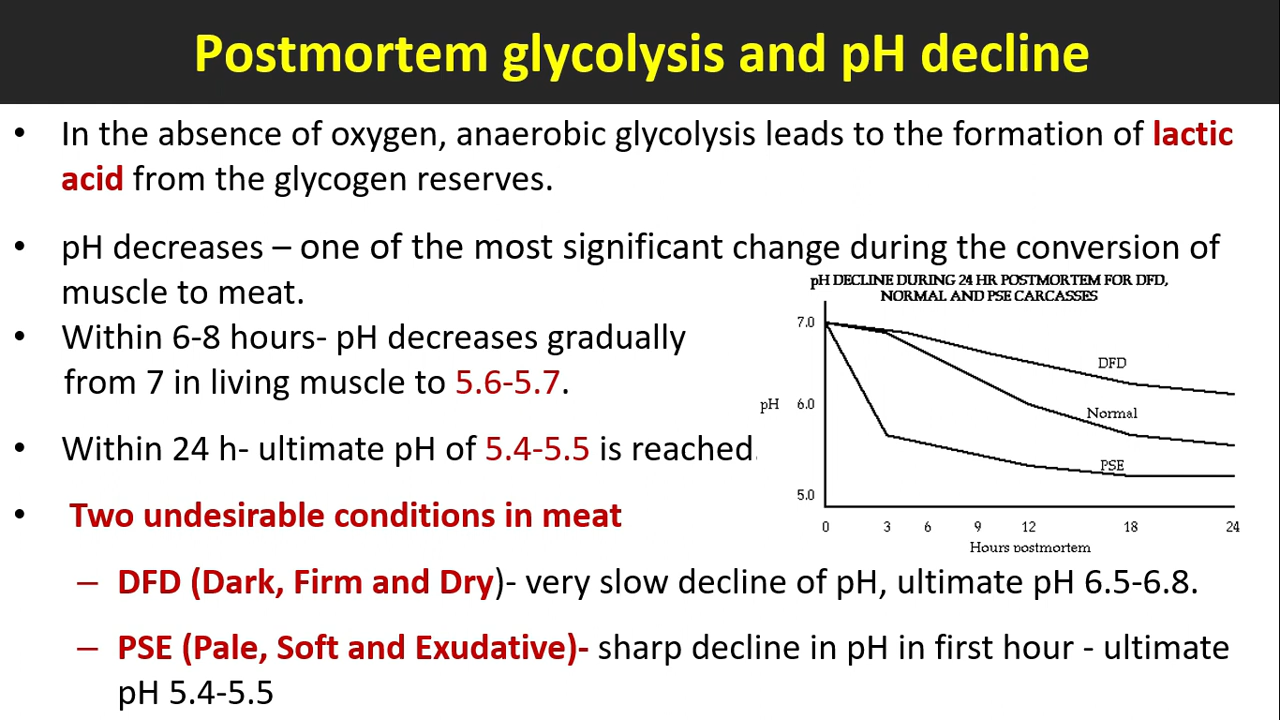 Postmortem glycolysis and pH decline
• In the absence of oxygen, anaerobic glycolysis leads to the formation of lactic
acid from the glycogen reserves.
• pH decreases – one of the most significant change during the conversion of
muscle to meat.
• Within 6-8 hours- pH decreases gradually
from 7 in living muscle to 5.6-5.7.
• Within 24 h- ultimate pH of 5.4-5.5 is reached.
pH DECLINE DURING 24 HR POSTMORTEM FOR DFD,
NORMAL AND PSE CARCASSES
7.0
DFD
pH 6.0
Normal
PSE
5.0
0 3 6 9 12 18 24
Hours postmortem
• Two undesirable conditions in meat
– DFD (Dark, Firm and Dry)- very slow decline of pH, ultimate pH 6.5-6.8.
– PSE (Pale, Soft and Exudative)- sharp decline in pH in first hour - ultimate
pH 5.4-5.5